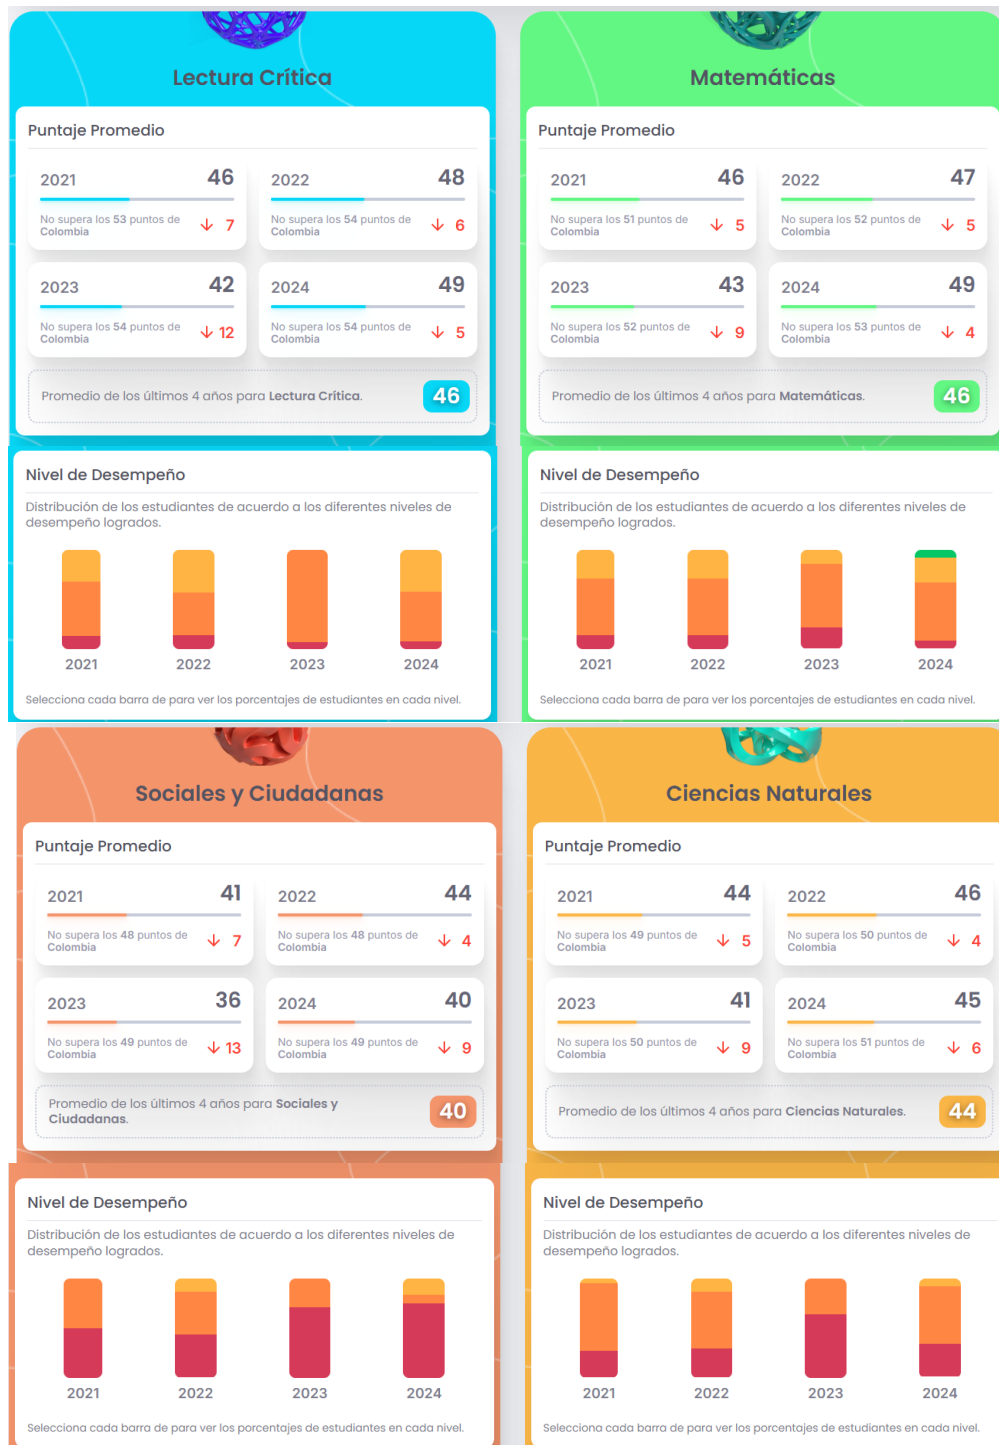 Lectura Crítica
Puntaje Promedio
2021 46
No supera los 53 puntos de
Colombia
7
2022 48
No supera los 54 puntos de
Colombia
6
2023 42
No supera los 54 puntos de
Colombia
12
2024 49
No supera los 54 puntos de
Colombia
5
Promedio de los últimos 4 años para Lectura Crítica. 46
Nivel de Desempeño
Distribución de los estudiantes de acuerdo a los diferentes niveles de
desempeño logrados.
2021 2022 2023 2024
Selecciona cada barra de para ver los porcentajes de estudiantes en cada nivel.
Matemáticas
Puntaje Promedio
2021 46
No supera los 51 puntos de
Colombia
5
2022 47
No supera los 52 puntos de
Colombia
5
2023 43
No supera los 52 puntos de
Colombia
9
2024 49
No supera los 53 puntos de
Colombia
4
Promedio de los últimos 4 años para Matemáticas. 46
Nivel de Desempeño
Distribución de los estudiantes de acuerdo a los diferentes niveles de
desempeño logrados.
2021 2022 2023 2024
Selecciona cada barra de para ver los porcentajes de estudiantes en cada nivel.
Sociales y Ciudadanas
Puntaje Promedio
2021 41
No supera los 48 puntos de
Colombia
7
2022 44
No supera los 48 puntos de
Colombia
4
2023 36
No supera los 49 puntos de
Colombia
13
2024 40
No supera los 49 puntos de
Colombia
9
Promedio de los últimos 4 años para Sociales y
Ciudadanas.
40
Nivel de Desempeño
Distribución de los estudiantes de acuerdo a los diferentes niveles de
desempeño logrados.
2021 2022 2023 2024
Selecciona cada barra de para ver los porcentajes de estudiantes en cada nivel.
Ciencias Naturales
Puntaje Promedio
2021 44
No supera los 49 puntos de
Colombia
5
2022 46
No supera los 50 puntos de
Colombia
4
2023 41
No supera los 50 puntos de
Colombia
9
2024 45
No supera los 51 puntos de
Colombia
6
Promedio de los últimos 4 años para Ciencias Naturales. 44
Nivel de Desempeño
Distribución de los estudiantes de acuerdo a los diferentes niveles de
desempeño logrados.
2021 2022 2023 2024
Selecciona cada barra de para ver los porcentajes de estudiantes en cada nivel.